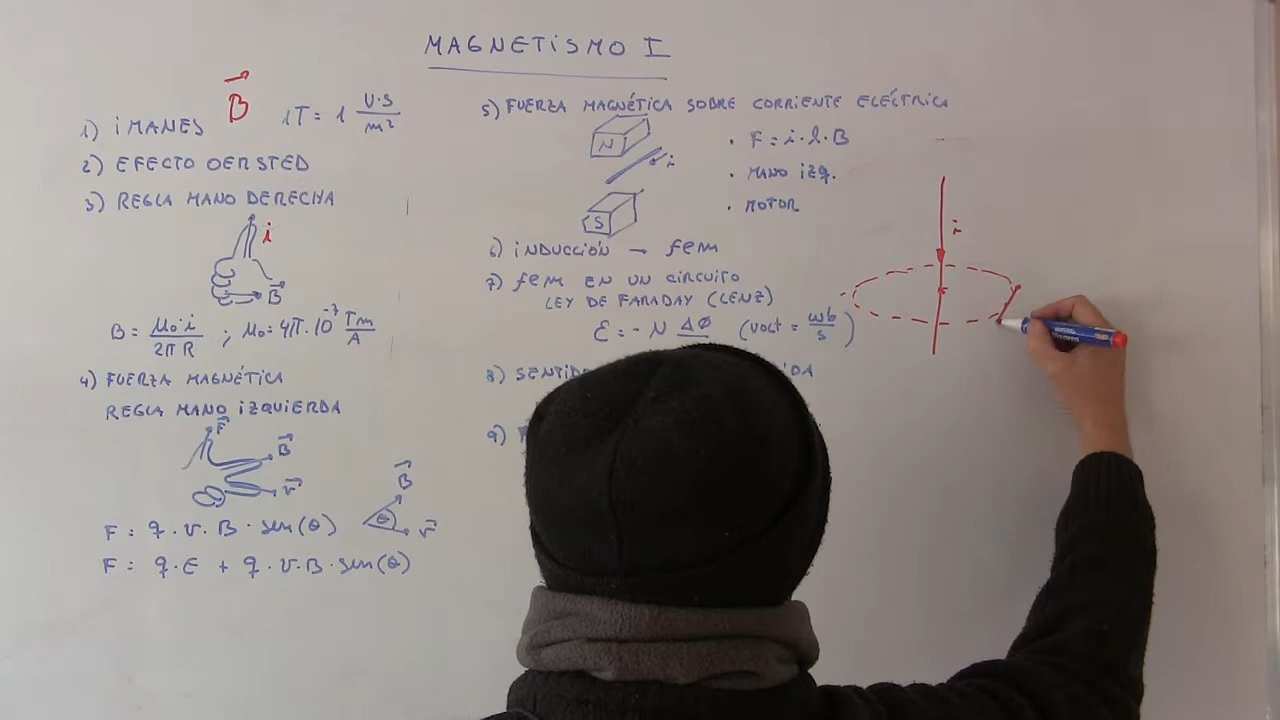 MAGNETISMO I
1) iMANES B 1T = 1 V·s/m²
2) EFECTO OERSTED
3) REGLA MANO DERECHA
i
B
B = μ₀·i/2πR ; μ₀ = 4π·10⁻⁷ Tm/A
4) FUERZA MAGNÉTICA
REGLA MANO iZQUIERDA
F
B
v
B
θ
v
F = q·v·B·sen(θ)
F = q·E + q·v·B·sen(θ)
5) FUERZA MAGNÉTICA SOBRE CORRIENTE ELÉCTRICA
N
i
S
· F = i·l·B
· MANO iZQ.
· MOTOR
6) iNDUCCIÓN → fem
7) fem EN UN CiRCUiTO
LEY DE FARADAY (LENZ)
ε = - N ΔΦ (Volt = Wb/s)
8)
9)
i